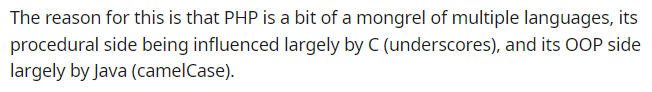 The reason for this is that PHP is a bit of a mongrel of multiple languages, its
procedural side being influenced largely by C (underscores), and its OOP side
largely by Java (camelCase).